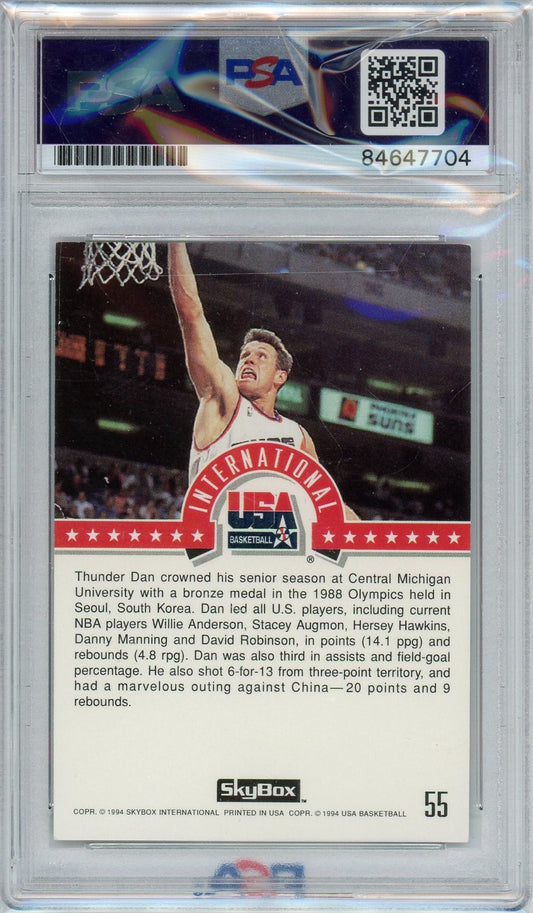 PSA
PSA
84647704
PHOENIX
SUNS
INTERNATIONAL
USA
BASKETBALL
®
Thunder Dan crowned his senior season at Central Michigan
University with a bronze medal in the 1988 Olympics held in
Seoul, South Korea. Dan led all U.S. players, including current
NBA players Willie Anderson, Stacey Augmon, Hersey Hawkins,
Danny Manning and David Robinson, in points (14.1 ppg) and
rebounds (4.8 rpg). Dan was also third in assists and field-goal
percentage. He also shot 6-for-13 from three-point territory, and
had a marvelous outing against China—20 points and 9
rebounds.
SkyBox™
COPR. © 1994 SKYBOX INTERNATIONAL PRINTED IN USA COPR. © 1994 USA BASKETBALL
55
PSA